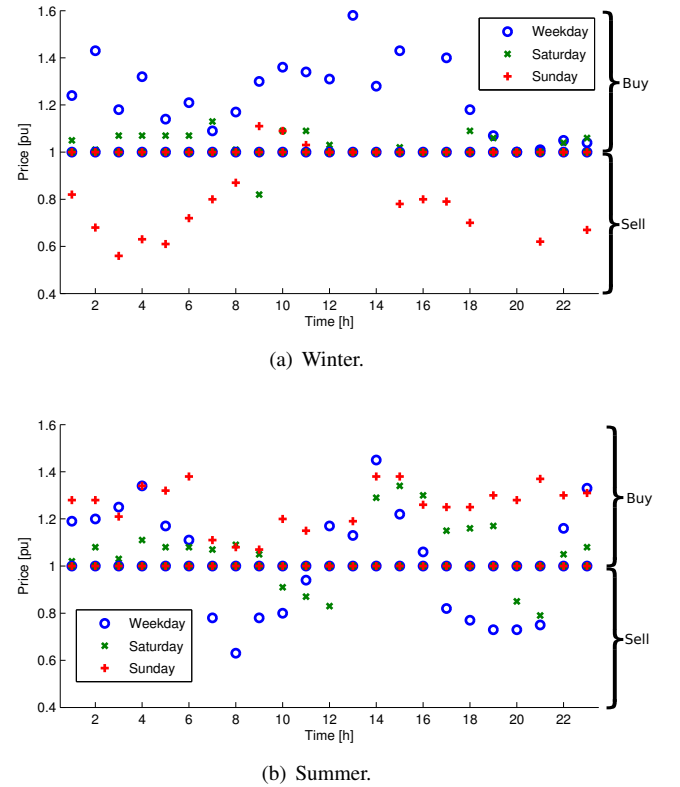 1.6
1.4
1.2
1
0.8
0.6
0.4
Price [pu]
Weekday
Saturday
Sunday
Buy
Sell
2 4 6 8 10 12 14 16 18 20 22
Time [h]
(a) Winter.
1.6
1.4
1.2
1
0.8
0.6
0.4
Price [pu]
Weekday
Saturday
Sunday
Buy
Sell
2 4 6 8 10 12 14 16 18 20 22
Time [h]
(b) Summer.